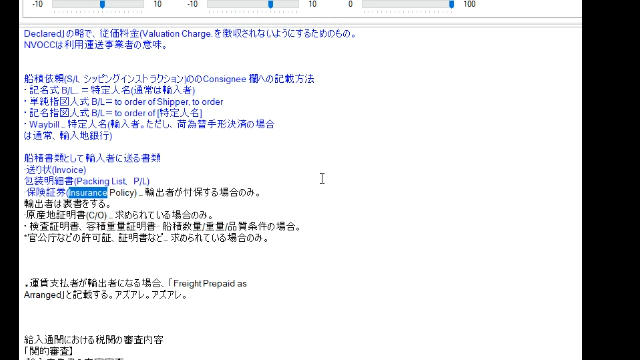 -10
10
-10
10
0
100
Declared」の略で、従価料金(Valuation Charge.を徴収されないようにするためのもの。
NVOCCは利用運送事業者の意味。
船積依頼(S/I, シッピングインストラクション)ののConsignee 欄への記載方法
・記名式 B/L＝特定人名(通常は輸入者)
・単純指図人式 B/L＝to order of Shipper, to order
・記名指図人式 B/L＝to order of [特定人名]
・Waybill 特定人名(輸入者。ただし、荷為替手形決済の場合
は通常、輸入地銀行)
船積書類として輸入者に送る書類
送り状(Invoice)
包装明細書(Packing List、P/L)
保険証券(Insurance Policy) 輸出者が付保する場合のみ。
輸出者は裏書をする。
原産地証明書(C/O) 求められている場合のみ。
・検査証明書、容積重量証明書 船積数量/重量/品質条件の場合。
*官公庁などの許可証、証明書など 求められている場合のみ。
.運賃支払者が輸出者になる場合、「Freight Prepaid as
Arranged」と記載する。アズアレ。アズアレ。
給入通関における税関の審査内容
「関的審査】